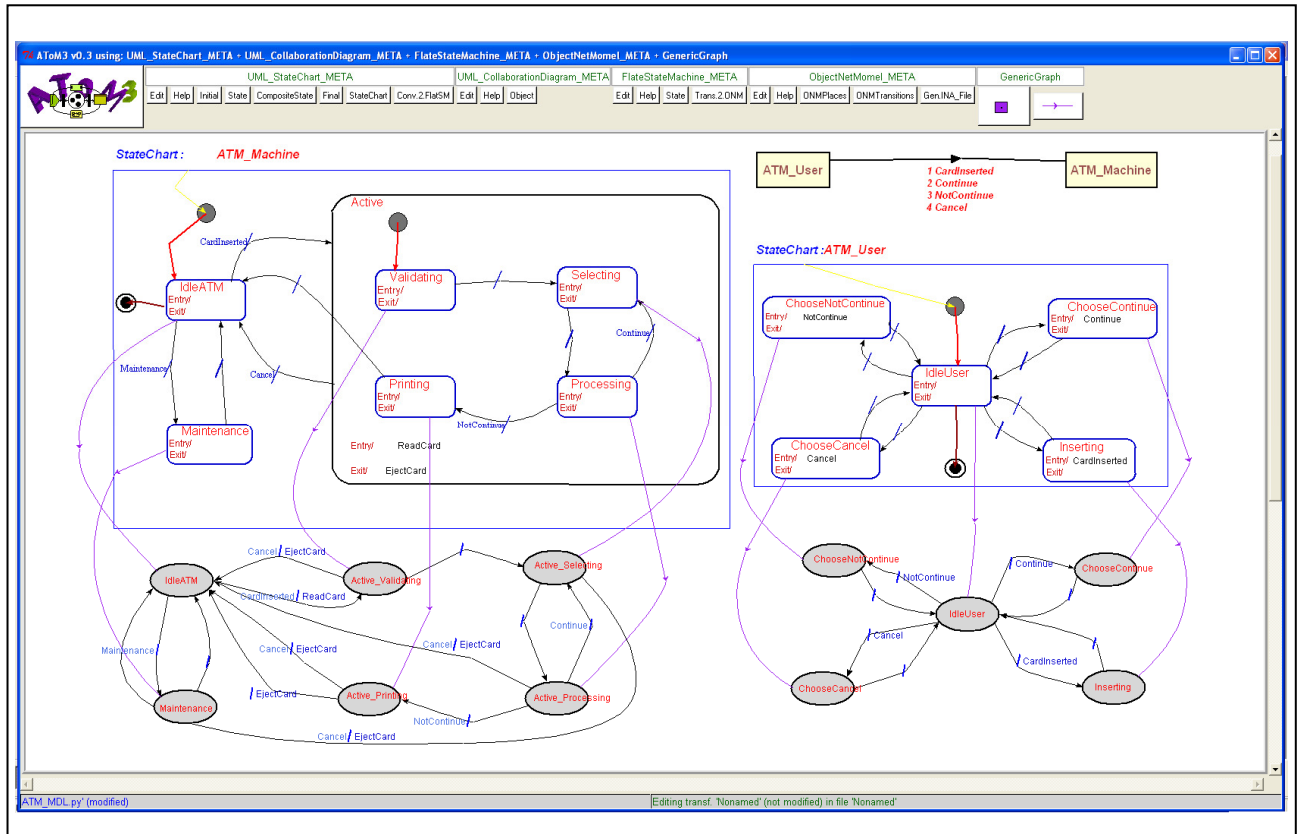 AToM3 v0.3 using: UML_StateChart_META + UML_CollaborationDiagram_META + FlateStateMachine_META + ObjectNetMomel_META + GenericGraph
AToM3
UML_StateChart_META UML_CollaborationDiagram_META FlateStateMachine_META ObjectNetMomel_META GenericGraph
Edit Help Initial State CompositeState Final StateChart Conv.2.FlatSM Edit Help Object Edit Help State Trans.2.ONM Edit Help ONMPlaces ONMTransitions Gen.INA_File
StateChart : ATM_Machine
ATM_User
ATM_Machine
1 CardInserted
2 Continue
3 NotContinue
4 Cancel
Active
CardInserted/
IdleATM
Entry/
Exit/
Validating
Entry/
Exit/
/
Selecting
Entry/
Exit/
/
/
Continue/
Maintenance/
/
Cancel/
Printing
Entry/
Exit/
Processing
Entry/
Exit/
NotContinue/
Maintenance
Entry/
Exit/
Entry/ ReadCard
Exit/ EjectCard
StateChart :ATM_User
ChooseNotContinue
Entry/ NotContinue
Exit/
ChooseContinue
Entry/ Continue
Exit/
/
/
/
/
IdleUser
Entry/
Exit/
/
/
/
/
ChooseCancel
Entry/ Cancel
Exit/
Inserting
Entry/ CardInserted
Exit/
Cancel/ EjectCard
/
IdleATM
Active_Validating
Active_Selecting
CardInserted/ ReadCard
Maintenance/
/
Cancel/ EjectCard
Cancel/ EjectCard
/
Continue/
/ EjectCard
Active_Printing
Active_Processing
Maintenance
NotContinue/
Cancel/ EjectCard
ChooseNotContinue
ChooseContinue
/ NotContinue
/ Continue
/
/
IdleUser
/ Cancel
/
/
/ CardInserted
ChooseCancel
Inserting
ATM_MDL.py' (modified)
Editing transf. 'Nonamed' (not modified) in file 'Nonamed'